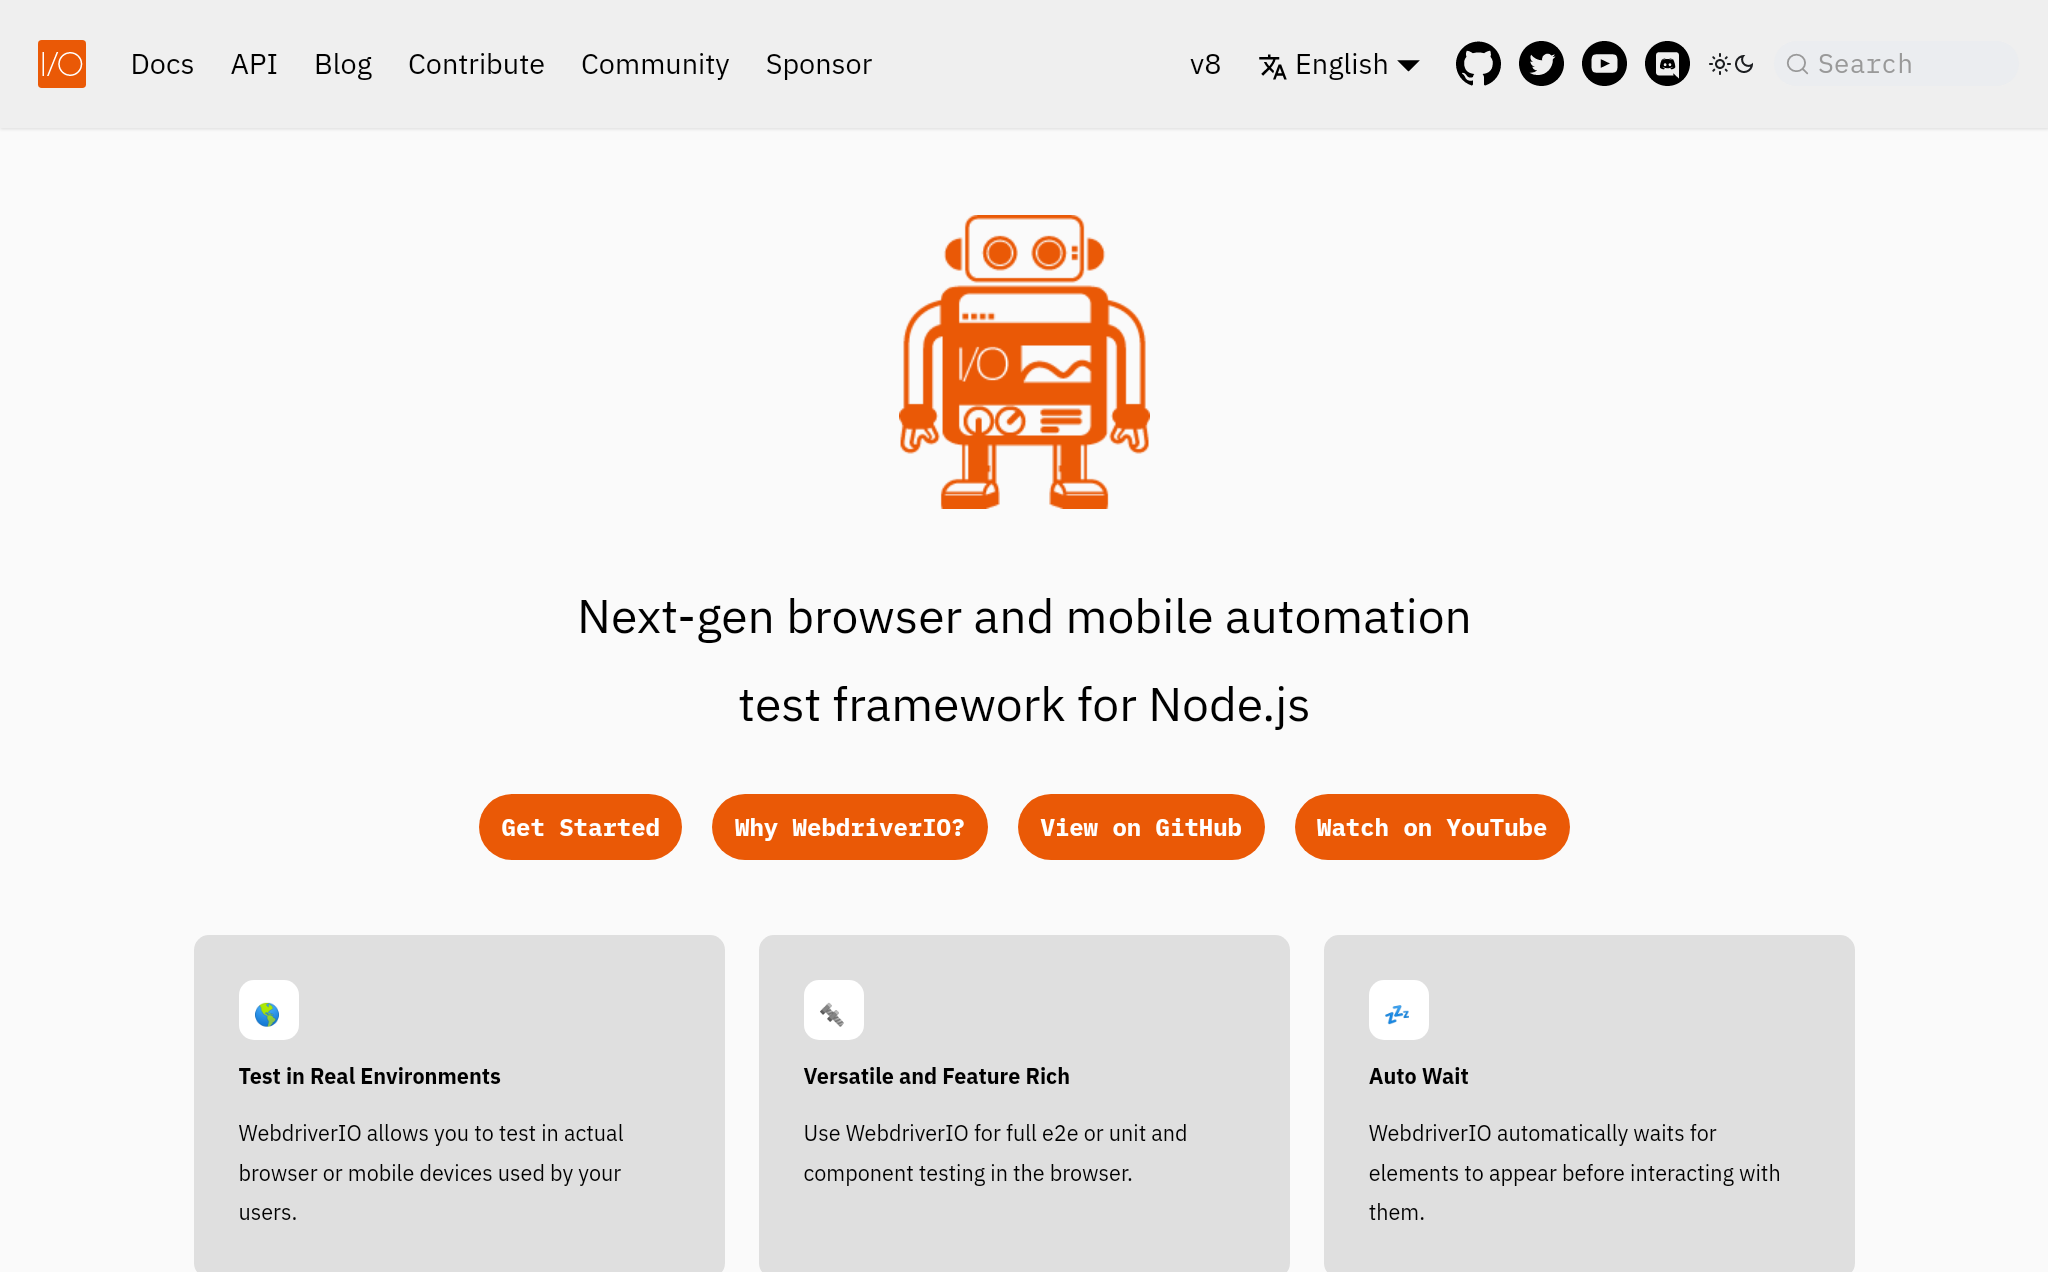 I/O Docs API Blog Contribute Community Sponsor v8 English Search
I/O
Next-gen browser and mobile automation
test framework for Node.js
Get Started Why WebdriverIO? View on GitHub Watch on YouTube
Test in Real Environments
WebdriverIO allows you to test in actual
browser or mobile devices used by your
users.
Versatile and Feature Rich
Use WebdriverIO for full e2e or unit and
component testing in the browser.
Auto Wait
WebdriverIO automatically waits for
elements to appear before interacting with
them.